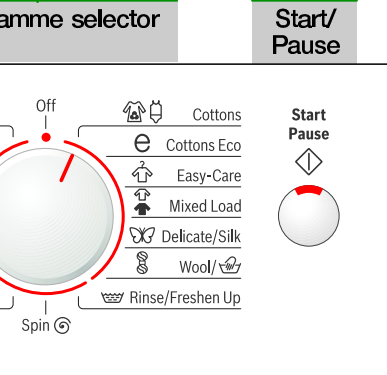 amme selector
Start/
Pause
Off
Cottons
Cottons Eco
Easy-Care
Mixed Load
Delicate/Silk
Wool/
Rinse/Freshen Up
Spin
Start
Pause